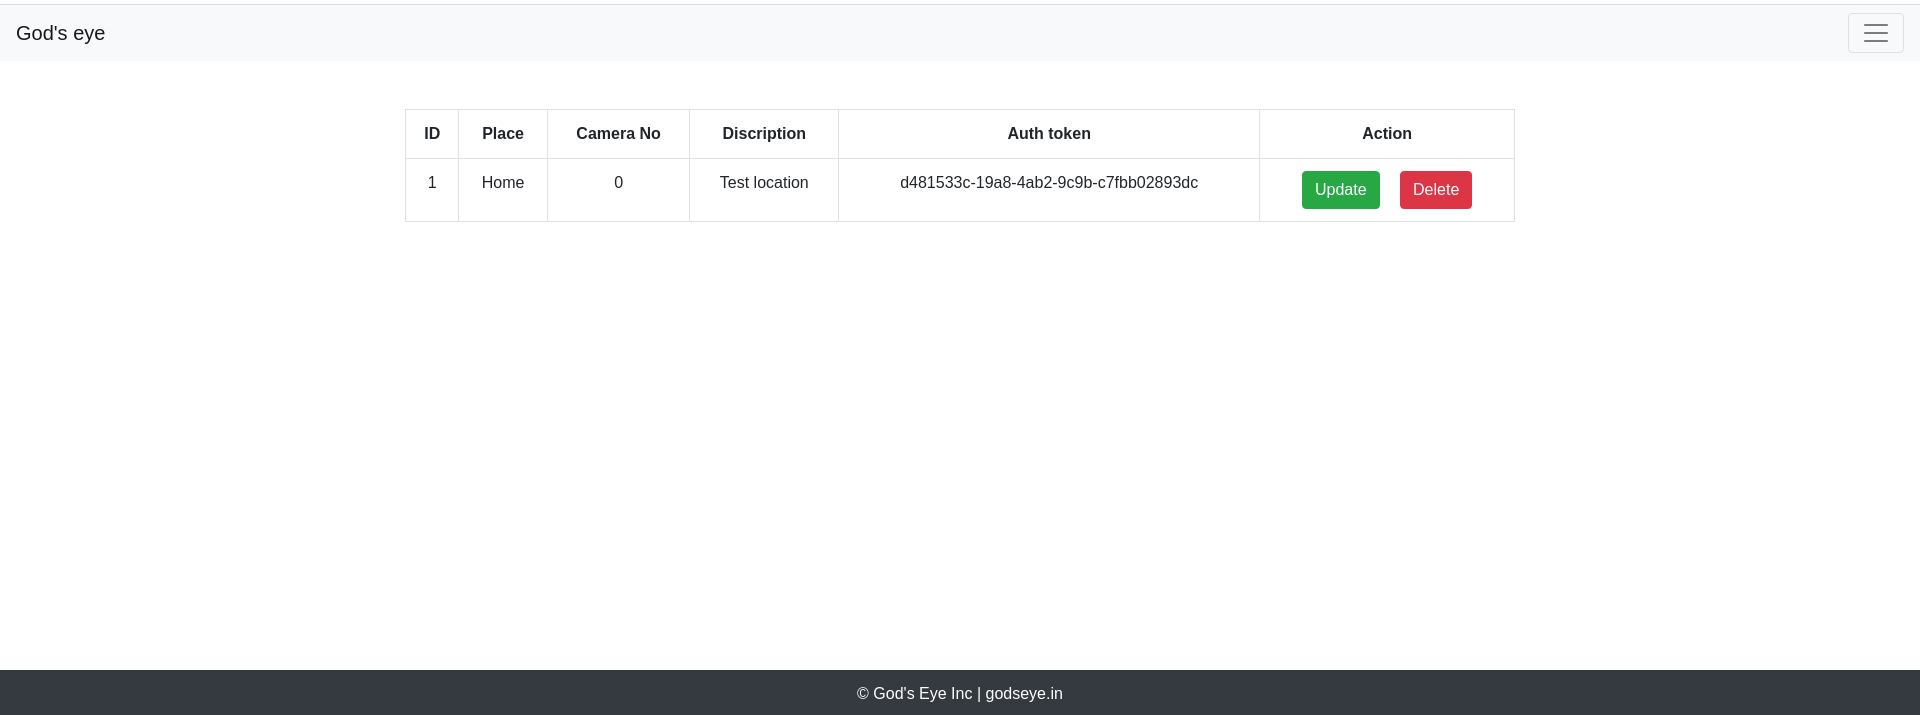 God's eye
ID Place Camera No Discription Auth token Action
1 Home 0 Test location d481533c-19a8-4ab2-9c9b-c7fbb02893dc Update Delete
© God's Eye Inc | godseye.in